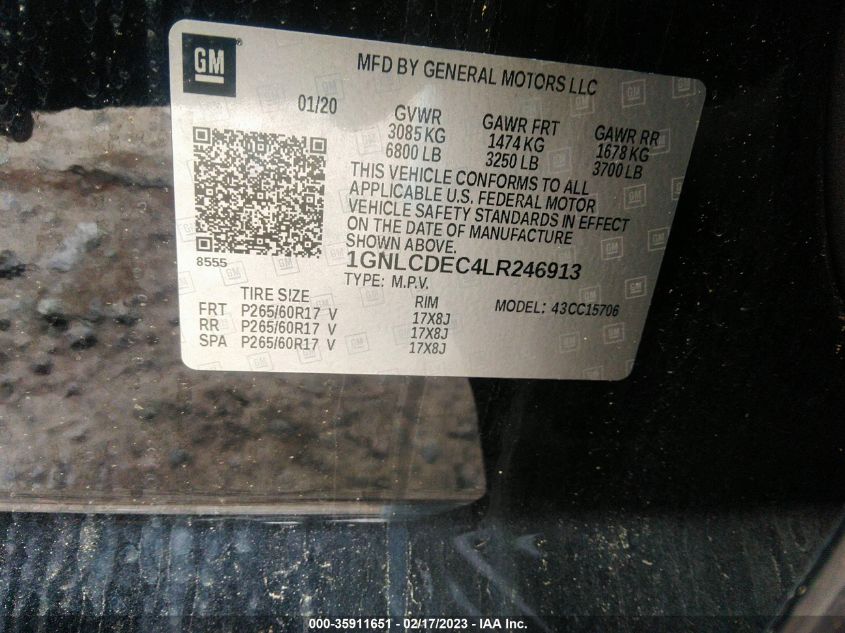 GM
MFD BY GENERAL MOTORS LLC
01/20
GVWR
3085 KG
6800 LB
GAWR FRT
1474 KG
3250 LB
GAWR RR
1678 KG
3700 LB
THIS VEHICLE CONFORMS TO ALL
APPLICABLE U.S. FEDERAL MOTOR
VEHICLE SAFETY STANDARDS IN EFFECT
ON THE DATE OF MANUFACTURE
SHOWN ABOVE.
8555
1GNLCDEC4LR246913
TYPE: M.P.V.
MODEL: 43CC15706
TIRE SIZE RIM
FRT P265/60R17 V 17X8J
RR P265/60R17 V 17X8J
SPA P265/60R17 V 17X8J
000-35911651 - 02/17/2023 - IAA Inc.